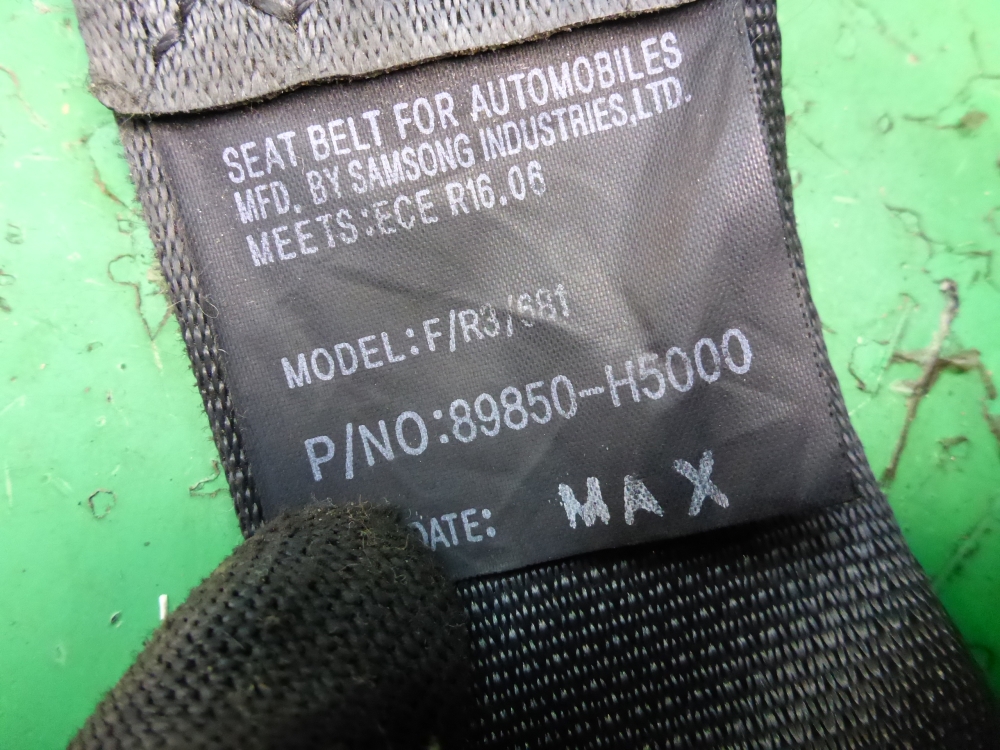 SEAT BELT FOR AUTOMOBILES
MFD. BY SAMSONG INDUSTRIES,LTD.
MEETS:ECE R16.06
MODEL:F/R3/681
P/NO:89850-H5000
DATE: MAX